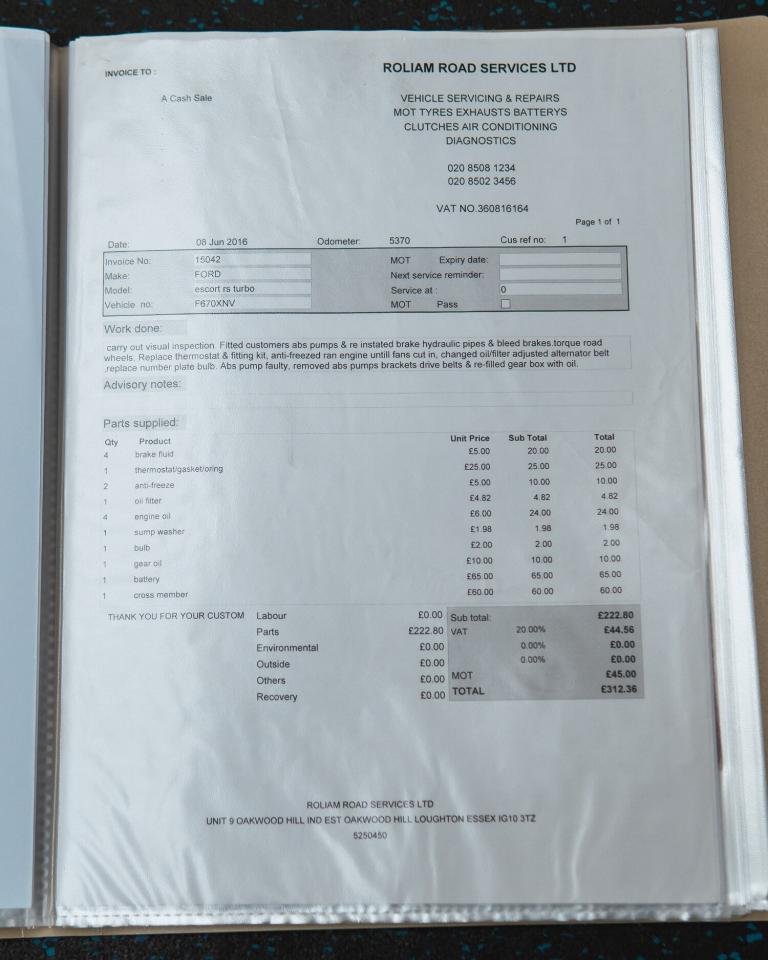 INVOICE TO :
ROLIAM ROAD SERVICES LTD
A Cash Sale
VEHICLE SERVICING & REPAIRS
MOT TYRES EXHAUSTS BATTERYS
CLUTCHES AIR CONDITIONING
DIAGNOSTICS
020 8508 1234
020 8502 3456
VAT NO.360816164
Page 1 of 1
Date: 08 Jun 2016 Odometer: 5370 Cus ref no: 1
Invoice No: 15042 MOT Expiry date:
Make: FORD Next service reminder:
Model: escort rs turbo Service at : 0
Vehicle no: F670XNV MOT Pass
Work done:
carry out visual inspection. Fitted customers abs pumps & re instated brake hydraulic pipes & bleed brakes.torque road
wheels. Replace thermostat & fitting kit, anti-freezed ran engine untill fans cut in, changed oil/filter adjusted alternator belt
,replace number plate bulb. Abs pump faulty, removed abs pumps brackets drive belts & re-filled gear box with oil.
Advisory notes:
Parts supplied:
Qty Product Unit Price Sub Total Total
4 brake fluid £5.00 20.00 20.00
1 thermostat/gasket/oring £25.00 25.00 25.00
2 anti-freeze £5.00 10.00 10.00
1 oil filter £4.82 4.82 4.82
4 engine oil £6.00 24.00 24.00
1 sump washer £1.98 1.98 1.98
1 bulb £2.00 2.00 2.00
1 gear oil £10.00 10.00 10.00
1 battery £65.00 65.00 65.00
1 cross member £60.00 60.00 60.00
THANK YOU FOR YOUR CUSTOM Labour £0.00 Sub total: £222.80
Parts £222.80 VAT 20.00% £44.56
Environmental £0.00 0.00% £0.00
Outside £0.00 0.00% £0.00
Others £0.00 MOT £45.00
Recovery £0.00 TOTAL £312.36
ROLIAM ROAD SERVICES LTD
UNIT 9 OAKWOOD HILL IND EST OAKWOOD HILL LOUGHTON ESSEX IG10 3TZ
5250450